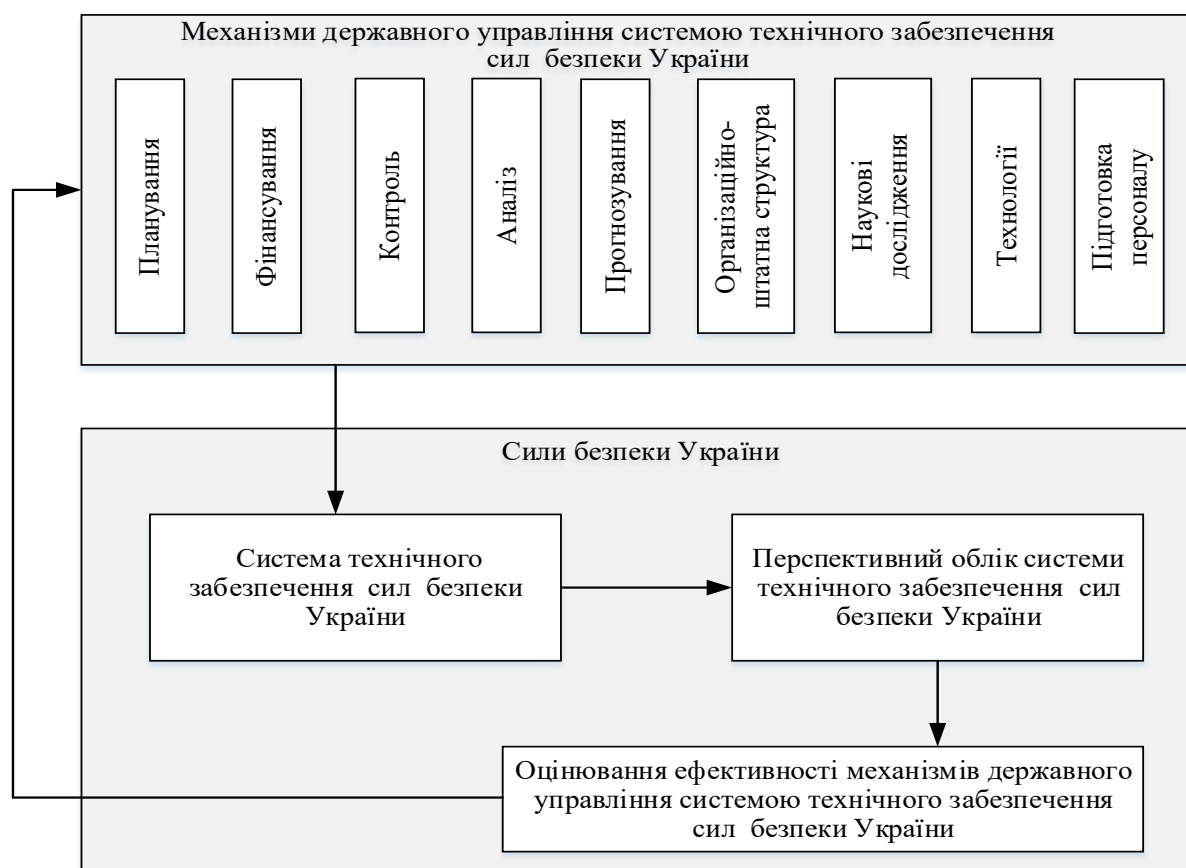 Механізми державного управління системою технічного забезпечення
сил безпеки України
Планування
Фінансування
Контроль
Аналіз
Прогнозування
Організаційно-
штатна структура
Наукові
дослідження
Технології
Підготовка
персоналу
Сили безпеки України
Система технічного
забезпечення сил безпеки
України
Перспективний облік системи
технічного забезпечення сил
безпеки України
Оцінювання ефективності механізмів державного
управління системою технічного забезпечення
сил безпеки України